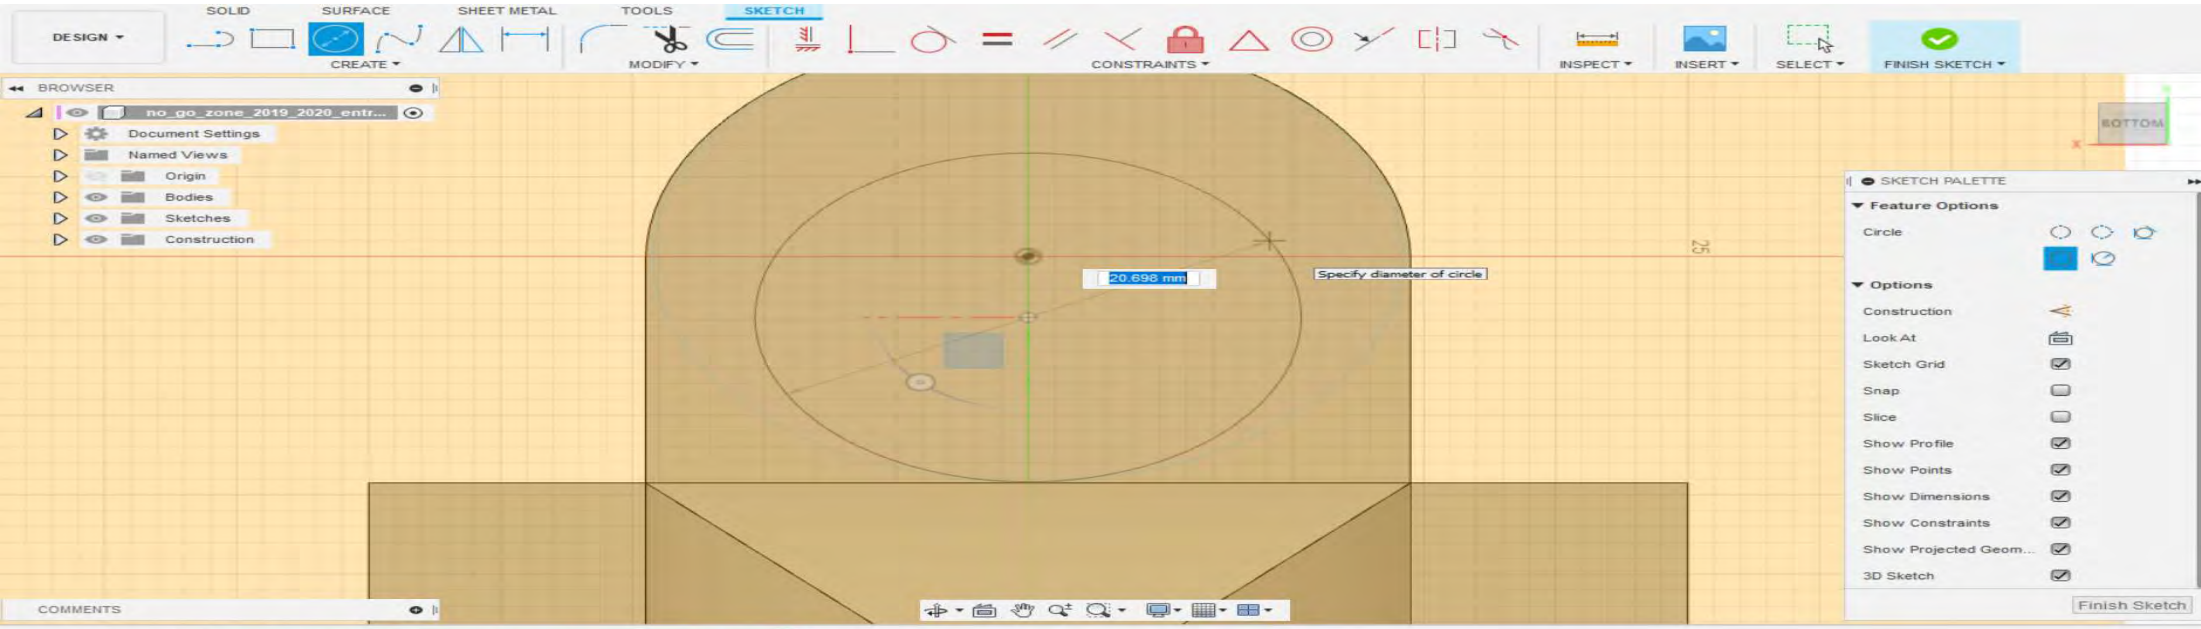 SOLID SURFACE SHEET METAL TOOLS SKETCH
DESIGN
CREATE MODIFY CONSTRAINTS INSPECT INSERT SELECT FINISH SKETCH
BROWSER
no_go_zone_2019_2020_entr...
Document Settings
Named Views
Origin
Bodies
Sketches
Construction
BOTTOM
X
25
20.698 mm
Specify diameter of circle
SKETCH PALETTE
Feature Options
Circle
Options
Construction
Look At
Sketch Grid
Snap
Slice
Show Profile
Show Points
Show Dimensions
Show Constraints
Show Projected Geom...
3D Sketch
Finish Sketch
COMMENTS